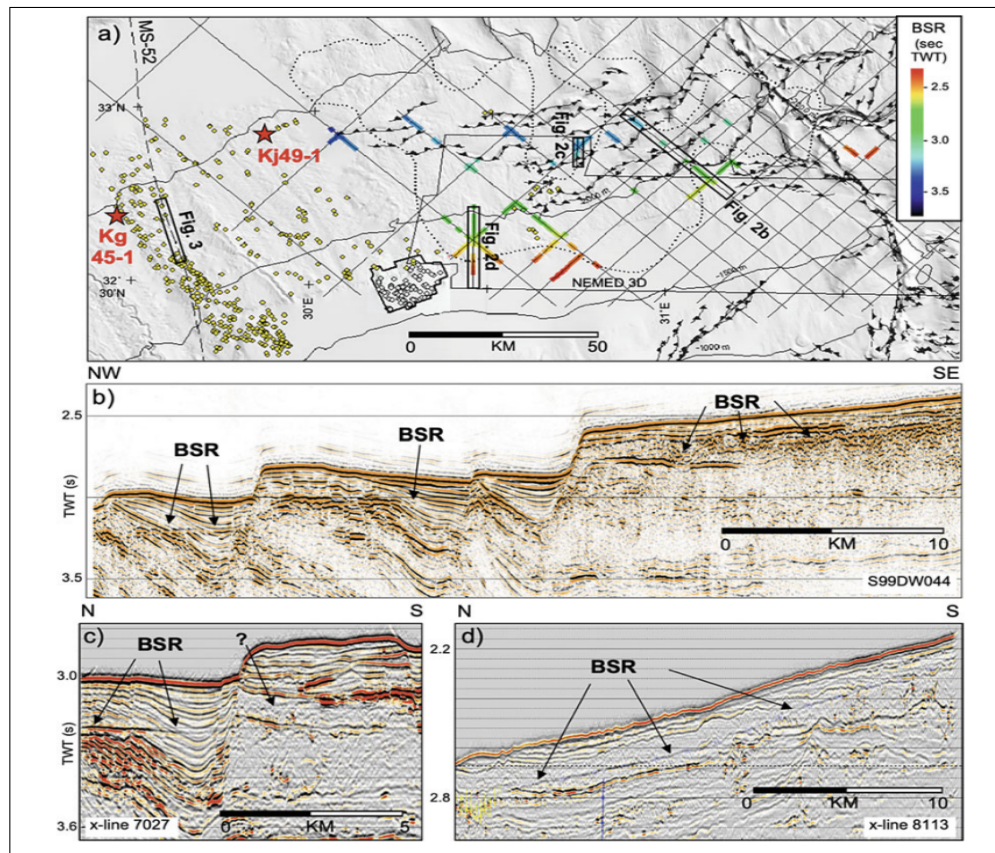 a)
MS-52
BSR
(sec
TWT)
2.5
3.0
3.5
33°N
Kj49-1
Kg
45-1
Fig. 3
Fig. 2c
Fig. 2b
Fig. 2d
NEMED 3D
32°
30'N
30°E
31°E
-1000 m
0 KM 50
NW SE
b)
2.5
BSR
BSR
BSR
TWT (s)
3.5
0 KM 10
S99DW044
N S
c)
BSR
?
3.0
TWT (s)
3.6
0 KM 5
x-line 7027
N S
d)
2.2
BSR
2.8
0 KM 10
x-line 8113